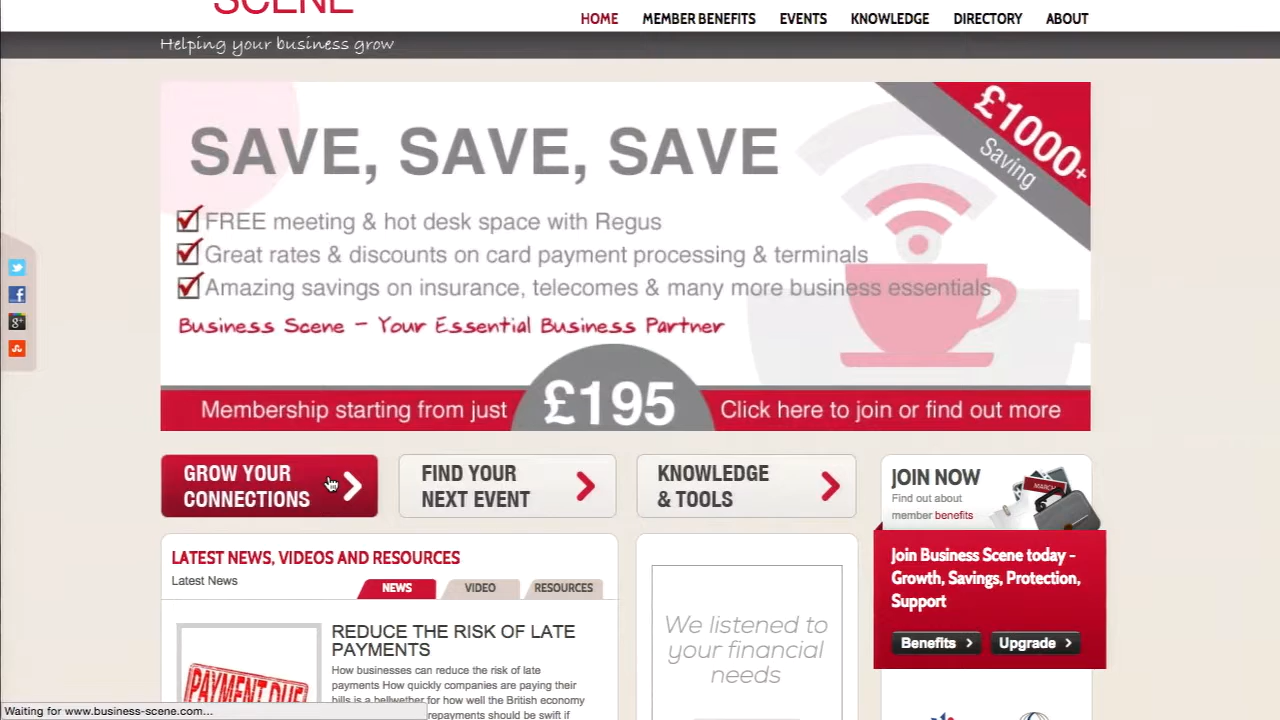 SCENE
HOME MEMBER BENEFITS EVENTS KNOWLEDGE DIRECTORY ABOUT
Helping your business grow
£1000+
Saving
SAVE, SAVE, SAVE
FREE meeting & hot desk space with Regus
Great rates & discounts on card payment processing & terminals
Amazing savings on insurance, telecomes & many more business essentials
Business Scene - Your Essential Business Partner
Membership starting from just £195 Click here to join or find out more
GROW YOUR
CONNECTIONS
FIND YOUR
NEXT EVENT
KNOWLEDGE
& TOOLS
JOIN NOW
Find out about
member benefits
MARCH
Join Business Scene today -
Growth, Savings, Protection,
Support
Benefits
Upgrade
LATEST NEWS, VIDEOS AND RESOURCES
Latest News
NEWS VIDEO RESOURCES
REDUCE THE RISK OF LATE
PAYMENTS
How businesses can reduce the risk of late
payments How quickly companies are paying their
bills is a bellwether for how well the British economy
repayments should be swift if
PAYMENT DUE
We listened to
your financial
needs
Waiting for www.business-scene.com...